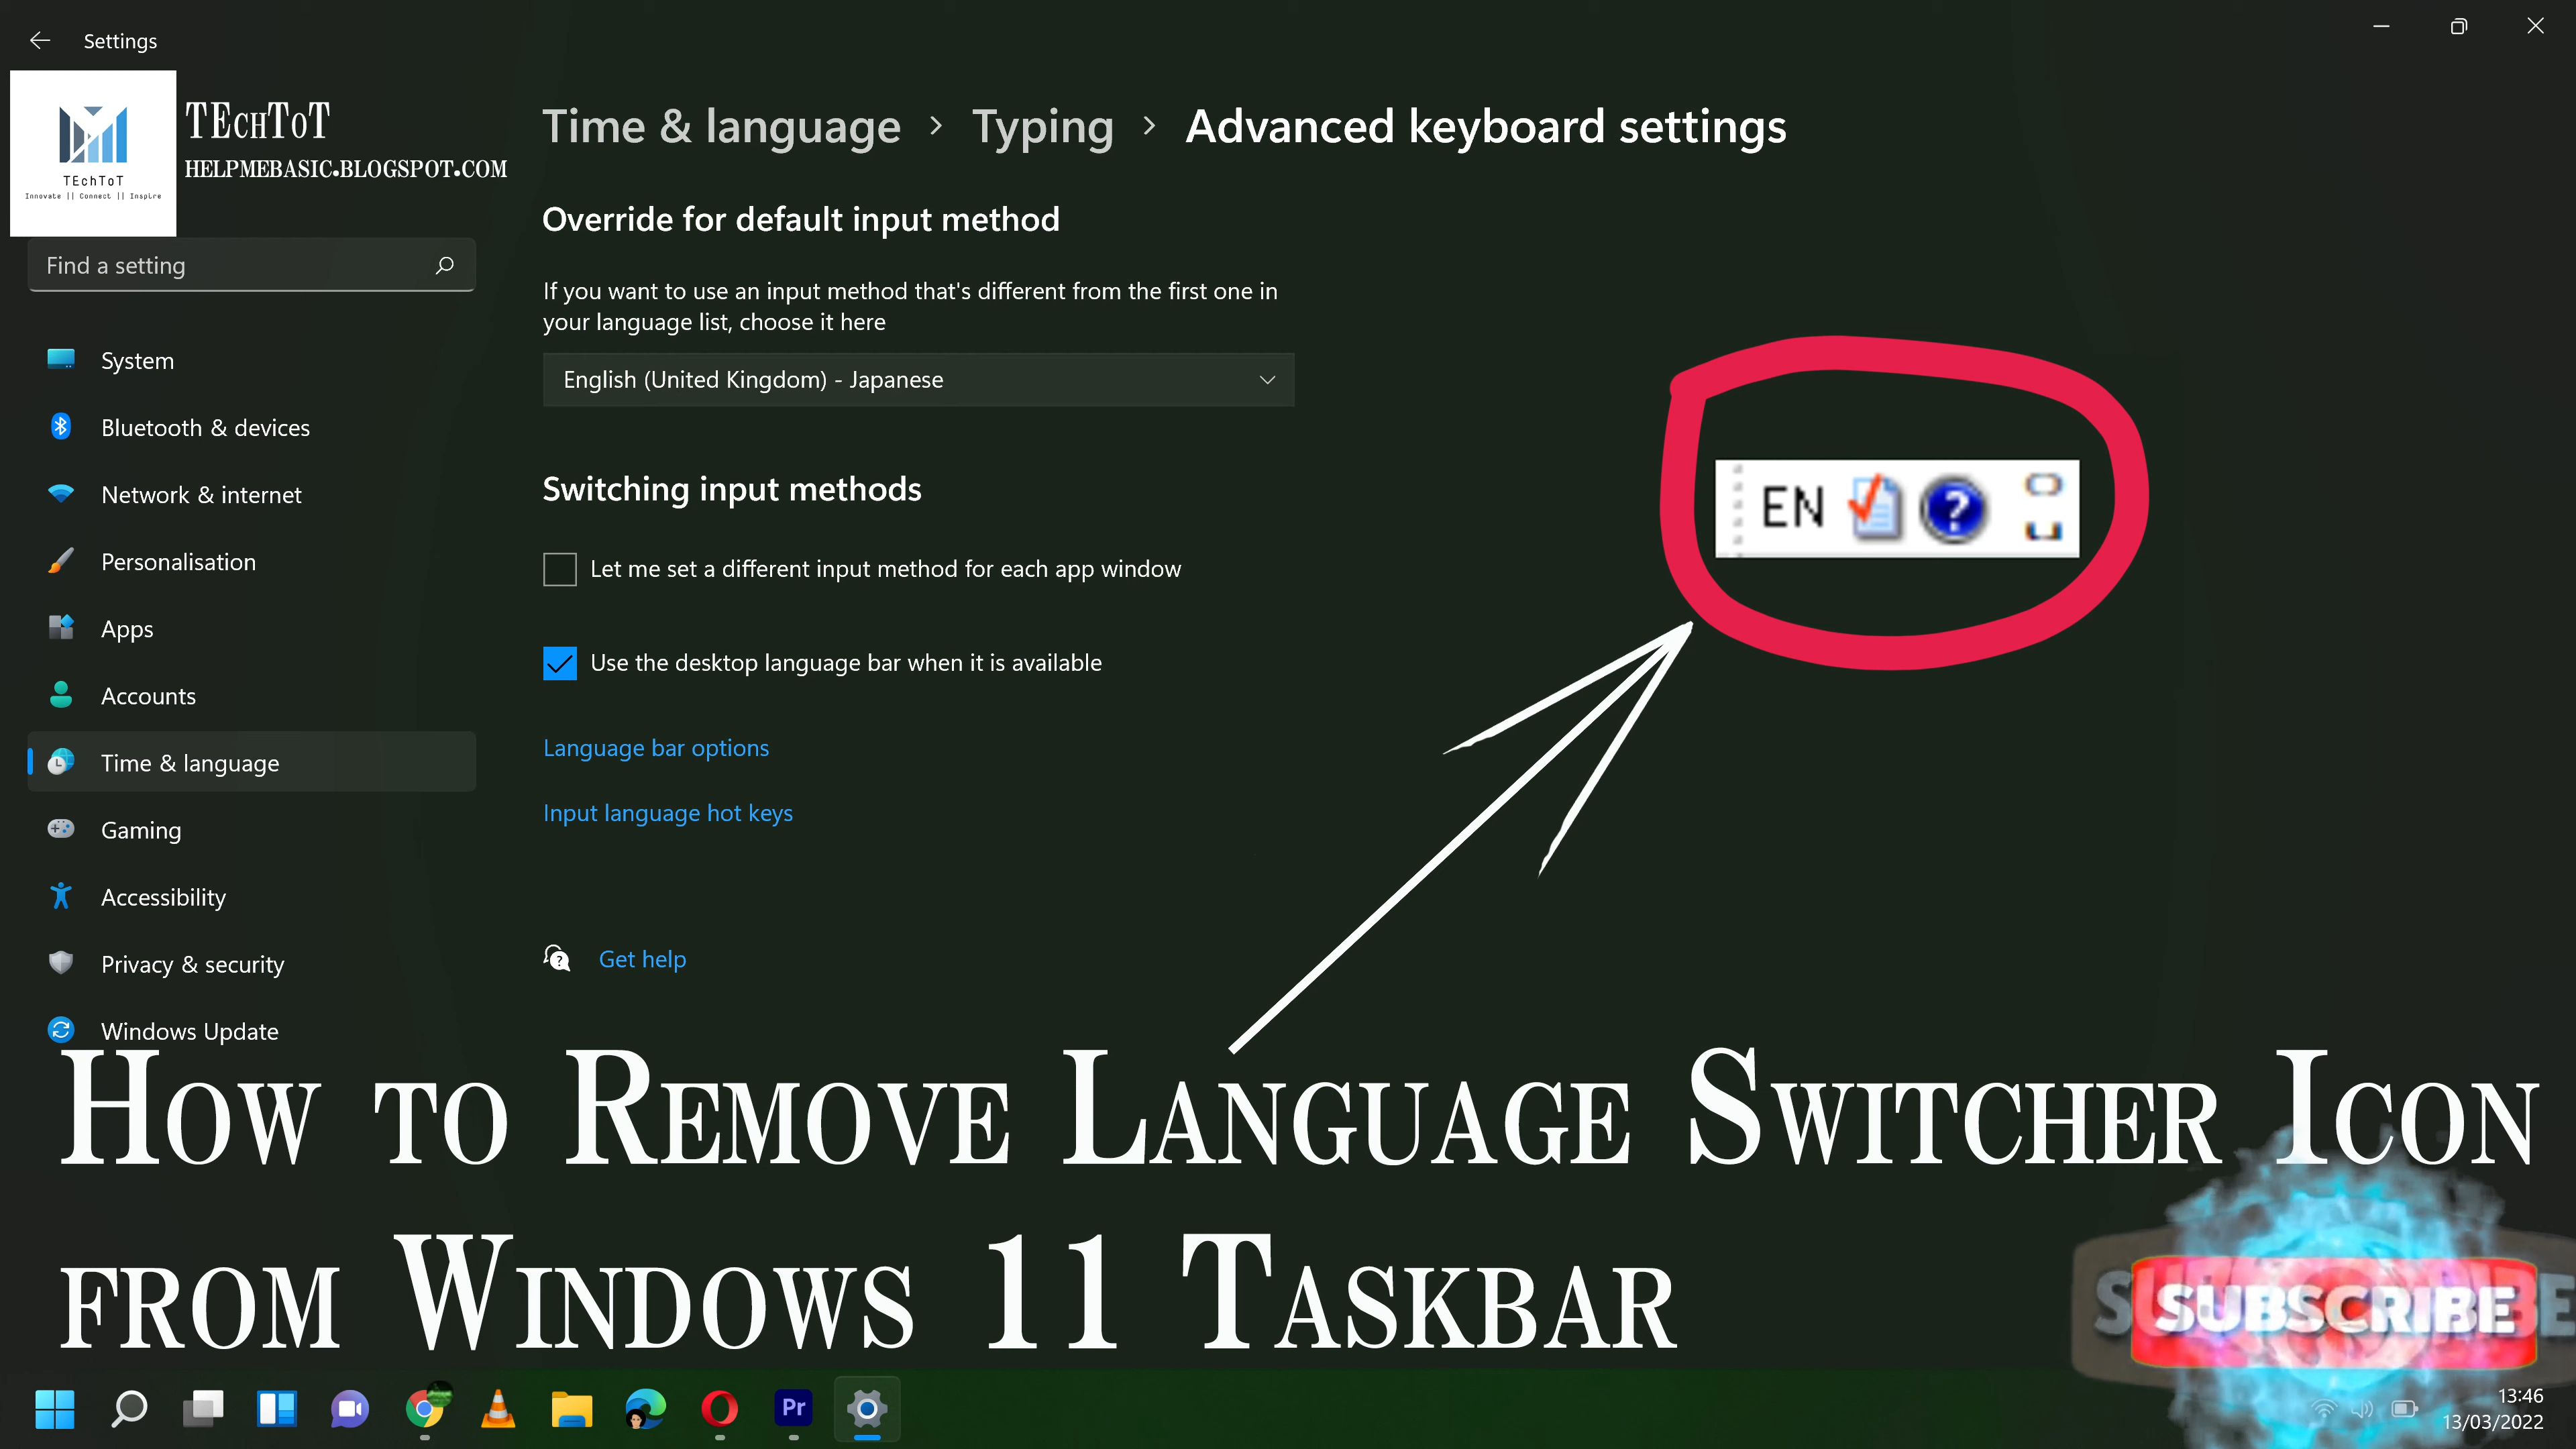 Settings
TEchToT
HELPMEBASIC.BLOGSPOT.COM
TEchToT
Innovate || Connect || Inspire
Find a setting
System
Bluetooth & devices
Network & internet
Personalisation
Apps
Accounts
Time & language
Gaming
Accessibility
Privacy & security
Windows Update
Time & language > Typing > Advanced keyboard settings
Override for default input method
If you want to use an input method that's different from the first one in
your language list, choose it here
English (United Kingdom) - Japanese
Switching input methods
Let me set a different input method for each app window
Use the desktop language bar when it is available
Language bar options
Input language hot keys
Get help
EN
How to Remove Language Switcher Icon
from Windows 11 Taskbar
SUBSCRIBE
Pr
13:46
13/03/2022